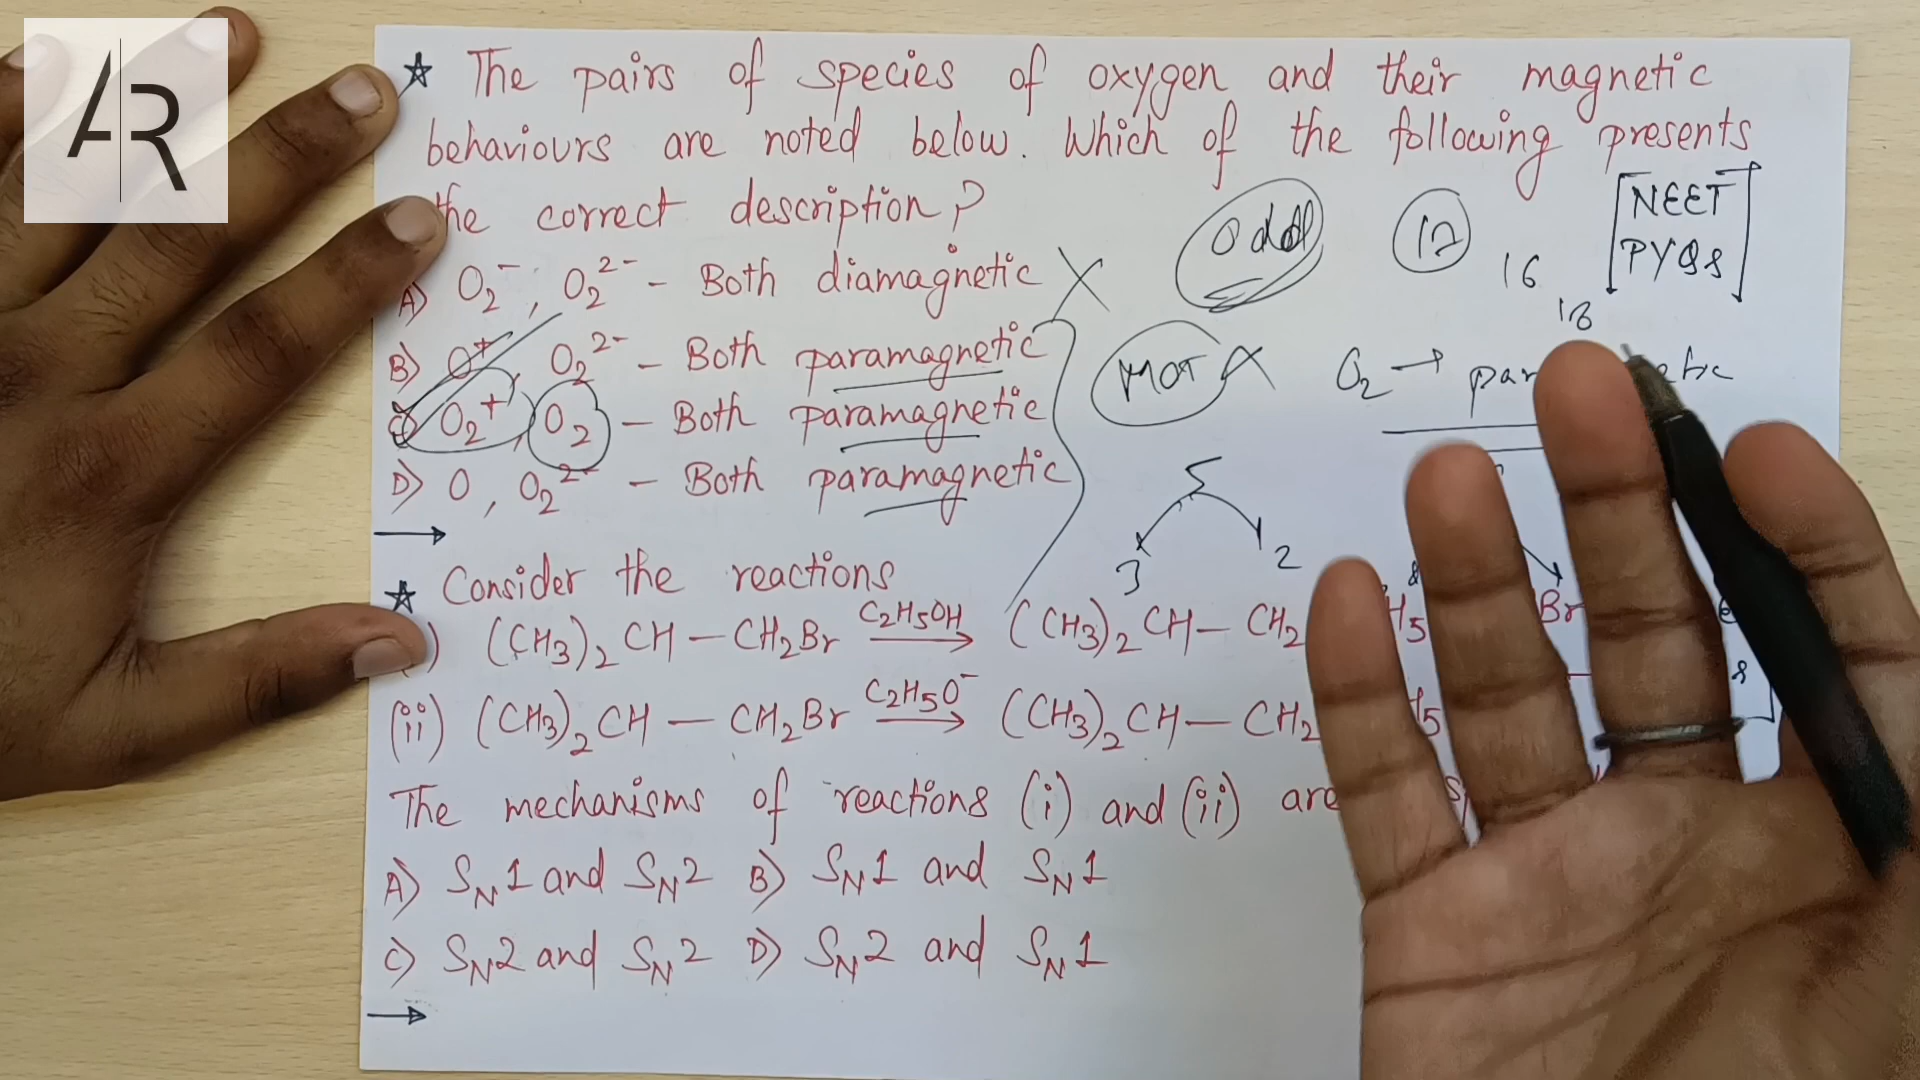 AR
★ The pairs of species of oxygen and their magnetic
behaviours are noted below. Which of the following presents
the correct description?
Odd
17
16
18
NEET
PYQs
A) O₂⁻, O₂²⁻ - Both diamagnetic X
B) O⁺, O₂²⁻ - Both paramagnetic
MOT X
O₂ →
C) O₂⁺, O₂ - Both paramagnetic
D) O, O₂²⁻ - Both paramagnetic
5
3 2
★ Consider the reactions
(CH3)₂CH - CH₂Br C₂H5OH → (CH3)₂CH - CH₂ H5 Br
(ii) (CH3)₂CH - CH₂Br C₂H5O⁻ → (CH3)₂CH - CH₂
The mechanisms of reactions (i) and (ii) are
A) SN1 and SN2 B) SN1 and SN1
C) SN2 and SN2 D) SN2 and SN1